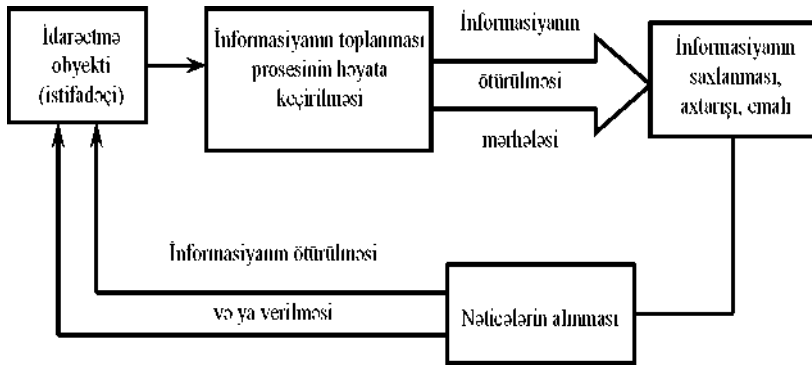 İdarəetmə
obyekti
(istifadəçi)
İnformasiyanın toplanması
prosesinin həyata
keçirilməsi
İnformasiyanın
ötürülməsi
mərhələsi
İnformasiyanın
saxlanması,
axtarışı, emalı
İnformasiyanın ötürülməsi
və ya verilməsi
Nəticələrin alınması